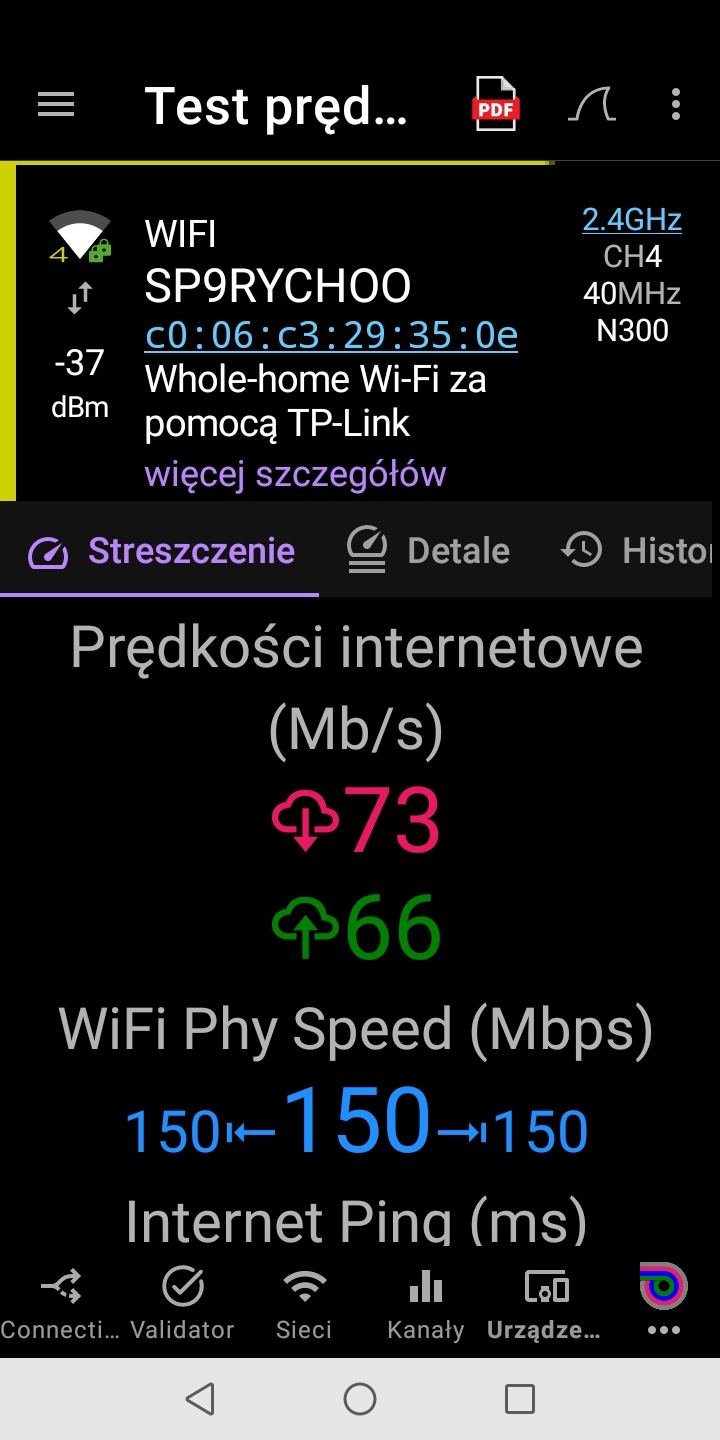 Test pręd...
PDF
WIFI
2.4GHz
4
SP9RYCHOO
CH4
40MHz
c0:06:c3:29:35:0e
N300
-37
dBm
Whole-home Wi-Fi za
pomocą TP-Link
więcej szczegółów
Streszczenie
Detale
Histor
Prędkości internetowe
(Mb/s)
73
66
WiFi Phy Speed (Mbps)
150 150 150
Internet Ping (ms)
Connecti...
Validator
Sieci
Kanały
Urządze...